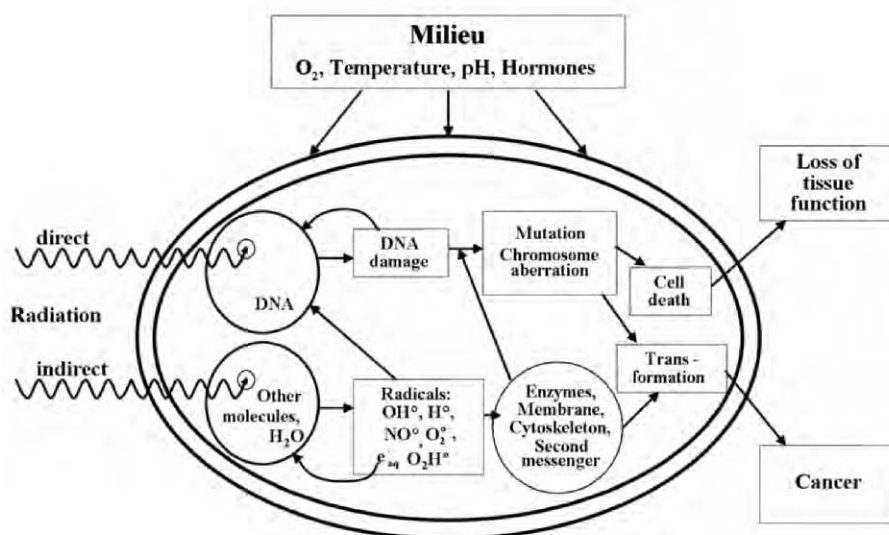 Milieu
O₂, Temperature, pH, Hormones
Loss of
tissue
function
direct
Radiation
indirect
DNA
DNA
damage
Mutation
Chromosome
aberration
Cell
death
Trans -
formation
Other
molecules,
H₂O
Radicals:
OH°, H°,
NO°, O₂°,
e⁻aq O₂H°
Enzymes,
Membrane,
Cytoskeleton,
Second
messenger
Cancer